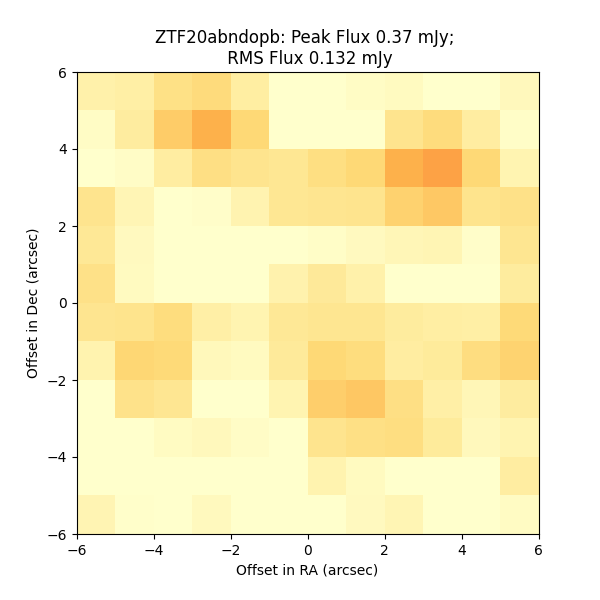 ZTF20abndopb: Peak Flux 0.37 mJy;
RMS Flux 0.132 mJy
6
4
2
0
−2
−4
−6
Offset in Dec (arcsec)
−6 −4 −2 0 2 4 6
Offset in RA (arcsec)